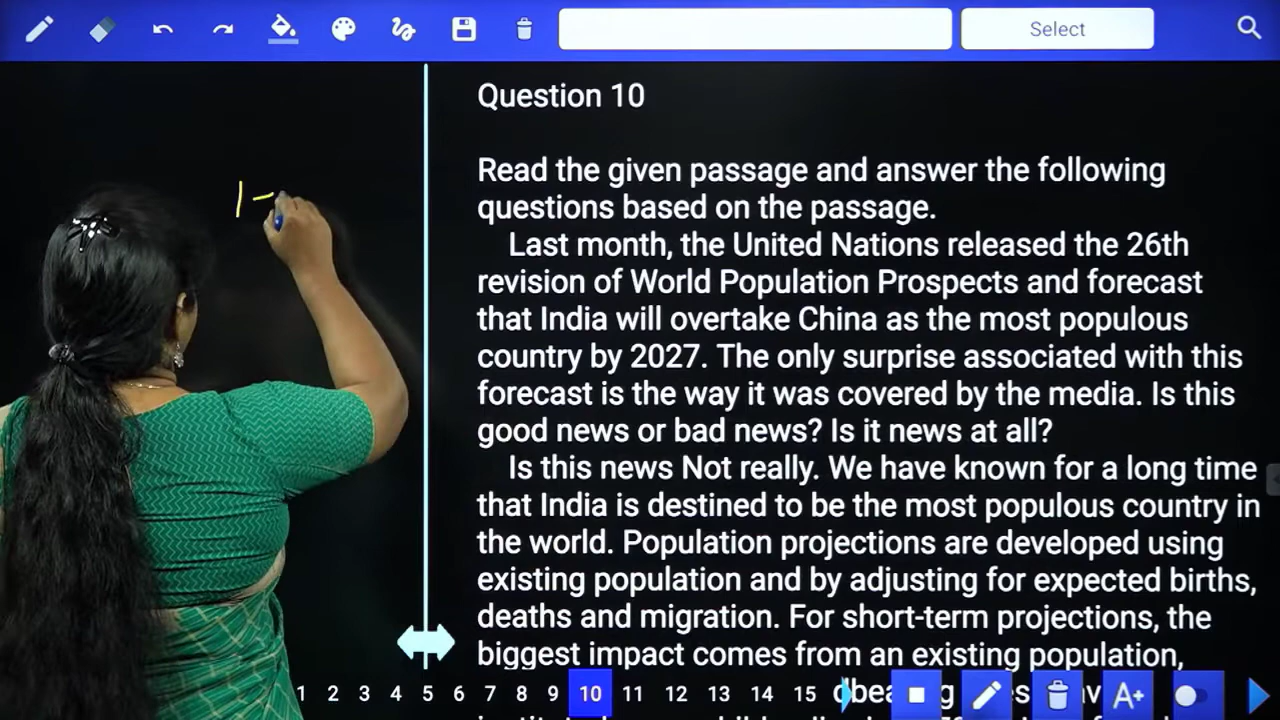 Select
Question 10
Read the given passage and answer the following
questions based on the passage.
Last month, the United Nations released the 26th
revision of World Population Prospects and forecast
that India will overtake China as the most populous
country by 2027. The only surprise associated with this
forecast is the way it was covered by the media. Is this
good news or bad news? Is it news at all?
Is this news Not really. We have known for a long time
that India is destined to be the most populous country in
the world. Population projections are developed using
existing population and by adjusting for expected births,
deaths and migration. For short-term projections, the
biggest impact comes from an existing population,
1 2 3 4 5 6 7 8 9 10 11 12 13 14 15
A+
1-